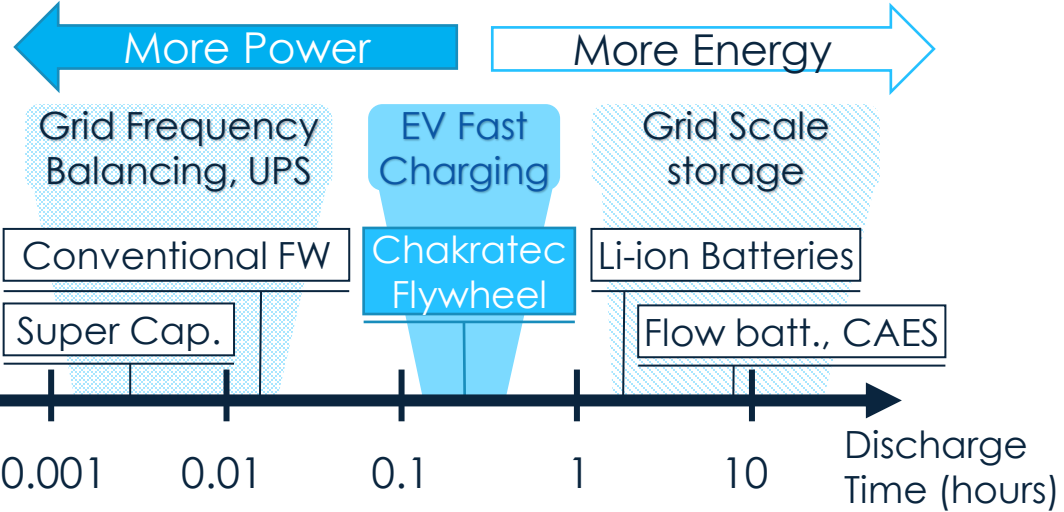 More Power
More Energy
Grid Frequency
Balancing, UPS
EV Fast
Charging
Grid Scale
storage
Conventional FW
Chakratec
Flywheel
Li-ion Batteries
Super Cap.
Flow batt., CAES
0.001
0.01
0.1
1
10
Discharge
Time (hours)